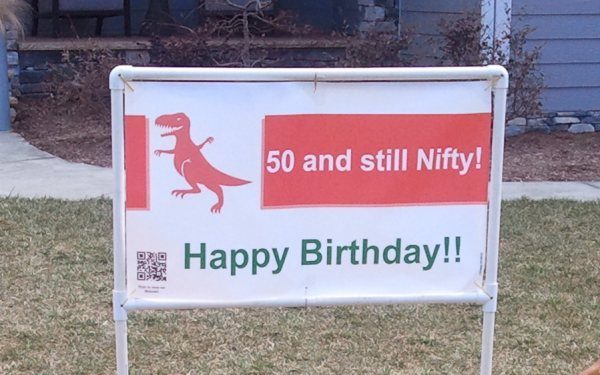 50 and still Nifty!
Happy Birthday!!